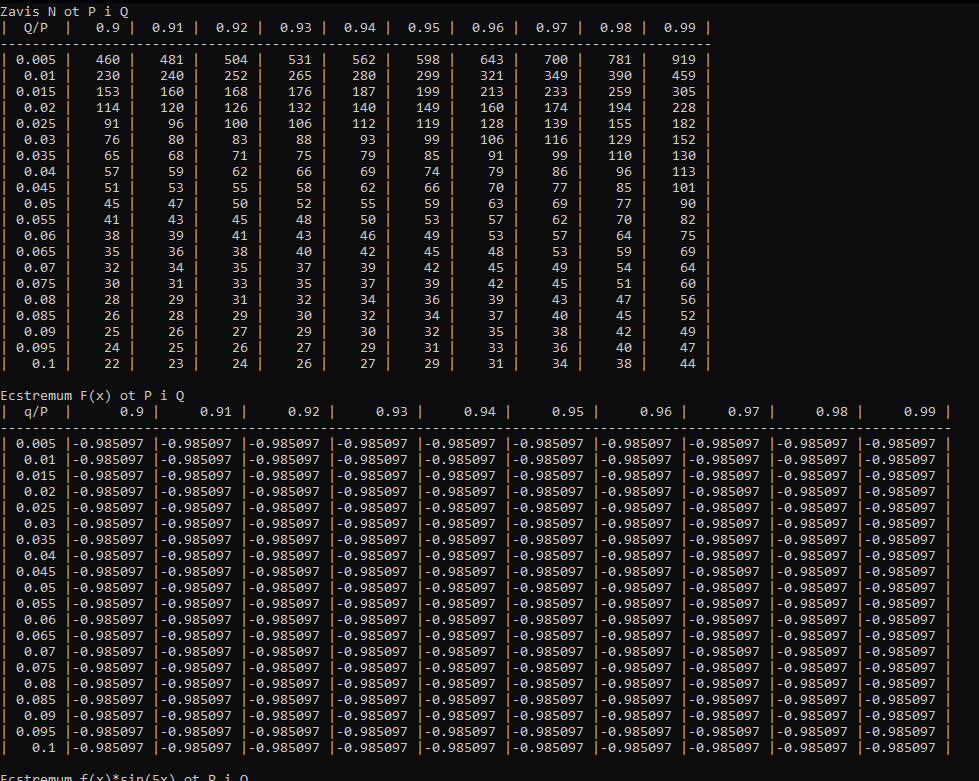 Zavis N ot P i Q
| Q/P | 0.9 | 0.91 | 0.92 | 0.93 | 0.94 | 0.95 | 0.96 | 0.97 | 0.98 | 0.99 |
-----------------------------------------------------------------------------------------
| 0.005 | 460 | 481 | 504 | 531 | 562 | 598 | 643 | 700 | 781 | 919 |
| 0.01 | 230 | 240 | 252 | 265 | 280 | 299 | 321 | 349 | 390 | 459 |
| 0.015 | 153 | 160 | 168 | 176 | 187 | 199 | 213 | 233 | 259 | 305 |
| 0.02 | 114 | 120 | 126 | 132 | 140 | 149 | 160 | 174 | 194 | 228 |
| 0.025 | 91 | 96 | 100 | 106 | 112 | 119 | 128 | 139 | 155 | 182 |
| 0.03 | 76 | 80 | 83 | 88 | 93 | 99 | 106 | 116 | 129 | 152 |
| 0.035 | 65 | 68 | 71 | 75 | 79 | 85 | 91 | 99 | 110 | 130 |
| 0.04 | 57 | 59 | 62 | 66 | 69 | 74 | 79 | 86 | 96 | 113 |
| 0.045 | 51 | 53 | 55 | 58 | 62 | 66 | 70 | 77 | 85 | 101 |
| 0.05 | 45 | 47 | 50 | 52 | 55 | 59 | 63 | 69 | 77 | 90 |
| 0.055 | 41 | 43 | 45 | 48 | 50 | 53 | 57 | 62 | 70 | 82 |
| 0.06 | 38 | 39 | 41 | 43 | 46 | 49 | 53 | 57 | 64 | 75 |
| 0.065 | 35 | 36 | 38 | 40 | 42 | 45 | 48 | 53 | 59 | 69 |
| 0.07 | 32 | 34 | 35 | 37 | 39 | 42 | 45 | 49 | 54 | 64 |
| 0.075 | 30 | 31 | 33 | 35 | 37 | 39 | 42 | 45 | 51 | 60 |
| 0.08 | 28 | 29 | 31 | 32 | 34 | 36 | 39 | 43 | 47 | 56 |
| 0.085 | 26 | 28 | 29 | 30 | 32 | 34 | 37 | 40 | 45 | 52 |
| 0.09 | 25 | 26 | 27 | 29 | 30 | 32 | 35 | 38 | 42 | 49 |
| 0.095 | 24 | 25 | 26 | 27 | 29 | 31 | 33 | 36 | 40 | 47 |
| 0.1 | 22 | 23 | 24 | 26 | 27 | 29 | 31 | 34 | 38 | 44 |
Ecstremum F(x) ot P i Q
| q/P | 0.9 | 0.91 | 0.92 | 0.93 | 0.94 | 0.95 | 0.96 | 0.97 | 0.98 | 0.99 |
-----------------------------------------------------------------------------------------------------------------------
| 0.005 |-0.985097 |-0.985097 |-0.985097 |-0.985097 |-0.985097 |-0.985097 |-0.985097 |-0.985097 |-0.985097 |-0.985097 |
| 0.01 |-0.985097 |-0.985097 |-0.985097 |-0.985097 |-0.985097 |-0.985097 |-0.985097 |-0.985097 |-0.985097 |-0.985097 |
| 0.015 |-0.985097 |-0.985097 |-0.985097 |-0.985097 |-0.985097 |-0.985097 |-0.985097 |-0.985097 |-0.985097 |-0.985097 |
| 0.02 |-0.985097 |-0.985097 |-0.985097 |-0.985097 |-0.985097 |-0.985097 |-0.985097 |-0.985097 |-0.985097 |-0.985097 |
| 0.025 |-0.985097 |-0.985097 |-0.985097 |-0.985097 |-0.985097 |-0.985097 |-0.985097 |-0.985097 |-0.985097 |-0.985097 |
| 0.03 |-0.985097 |-0.985097 |-0.985097 |-0.985097 |-0.985097 |-0.985097 |-0.985097 |-0.985097 |-0.985097 |-0.985097 |
| 0.035 |-0.985097 |-0.985097 |-0.985097 |-0.985097 |-0.985097 |-0.985097 |-0.985097 |-0.985097 |-0.985097 |-0.985097 |
| 0.04 |-0.985097 |-0.985097 |-0.985097 |-0.985097 |-0.985097 |-0.985097 |-0.985097 |-0.985097 |-0.985097 |-0.985097 |
| 0.045 |-0.985097 |-0.985097 |-0.985097 |-0.985097 |-0.985097 |-0.985097 |-0.985097 |-0.985097 |-0.985097 |-0.985097 |
| 0.05 |-0.985097 |-0.985097 |-0.985097 |-0.985097 |-0.985097 |-0.985097 |-0.985097 |-0.985097 |-0.985097 |-0.985097 |
| 0.055 |-0.985097 |-0.985097 |-0.985097 |-0.985097 |-0.985097 |-0.985097 |-0.985097 |-0.985097 |-0.985097 |-0.985097 |
| 0.06 |-0.985097 |-0.985097 |-0.985097 |-0.985097 |-0.985097 |-0.985097 |-0.985097 |-0.985097 |-0.985097 |-0.985097 |
| 0.065 |-0.985097 |-0.985097 |-0.985097 |-0.985097 |-0.985097 |-0.985097 |-0.985097 |-0.985097 |-0.985097 |-0.985097 |
| 0.07 |-0.985097 |-0.985097 |-0.985097 |-0.985097 |-0.985097 |-0.985097 |-0.985097 |-0.985097 |-0.985097 |-0.985097 |
| 0.075 |-0.985097 |-0.985097 |-0.985097 |-0.985097 |-0.985097 |-0.985097 |-0.985097 |-0.985097 |-0.985097 |-0.985097 |
| 0.08 |-0.985097 |-0.985097 |-0.985097 |-0.985097 |-0.985097 |-0.985097 |-0.985097 |-0.985097 |-0.985097 |-0.985097 |
| 0.085 |-0.985097 |-0.985097 |-0.985097 |-0.985097 |-0.985097 |-0.985097 |-0.985097 |-0.985097 |-0.985097 |-0.985097 |
| 0.09 |-0.985097 |-0.985097 |-0.985097 |-0.985097 |-0.985097 |-0.985097 |-0.985097 |-0.985097 |-0.985097 |-0.985097 |
| 0.095 |-0.985097 |-0.985097 |-0.985097 |-0.985097 |-0.985097 |-0.985097 |-0.985097 |-0.985097 |-0.985097 |-0.985097 |
| 0.1 |-0.985097 |-0.985097 |-0.985097 |-0.985097 |-0.985097 |-0.985097 |-0.985097 |-0.985097 |-0.985097 |-0.985097 |
Ecstremum f(x)*sin(5x) ot P i Q